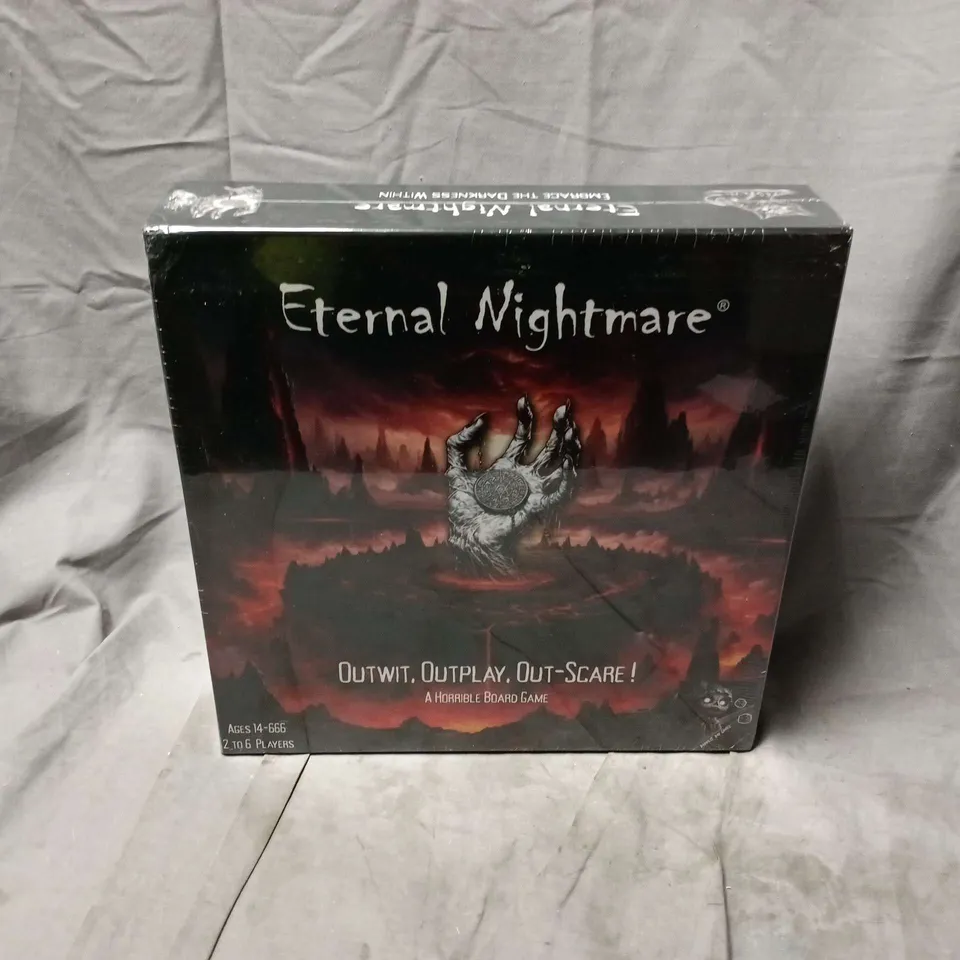 EMBRACE THE DARKNESS WITHIN
Eternal Nightmare
Eternal Nightmare®
OUTWIT, OUTPLAY, OUT-SCARE!
A HORRIBLE BOARD GAME
AGES 14-666
2 TO 6 PLAYERS